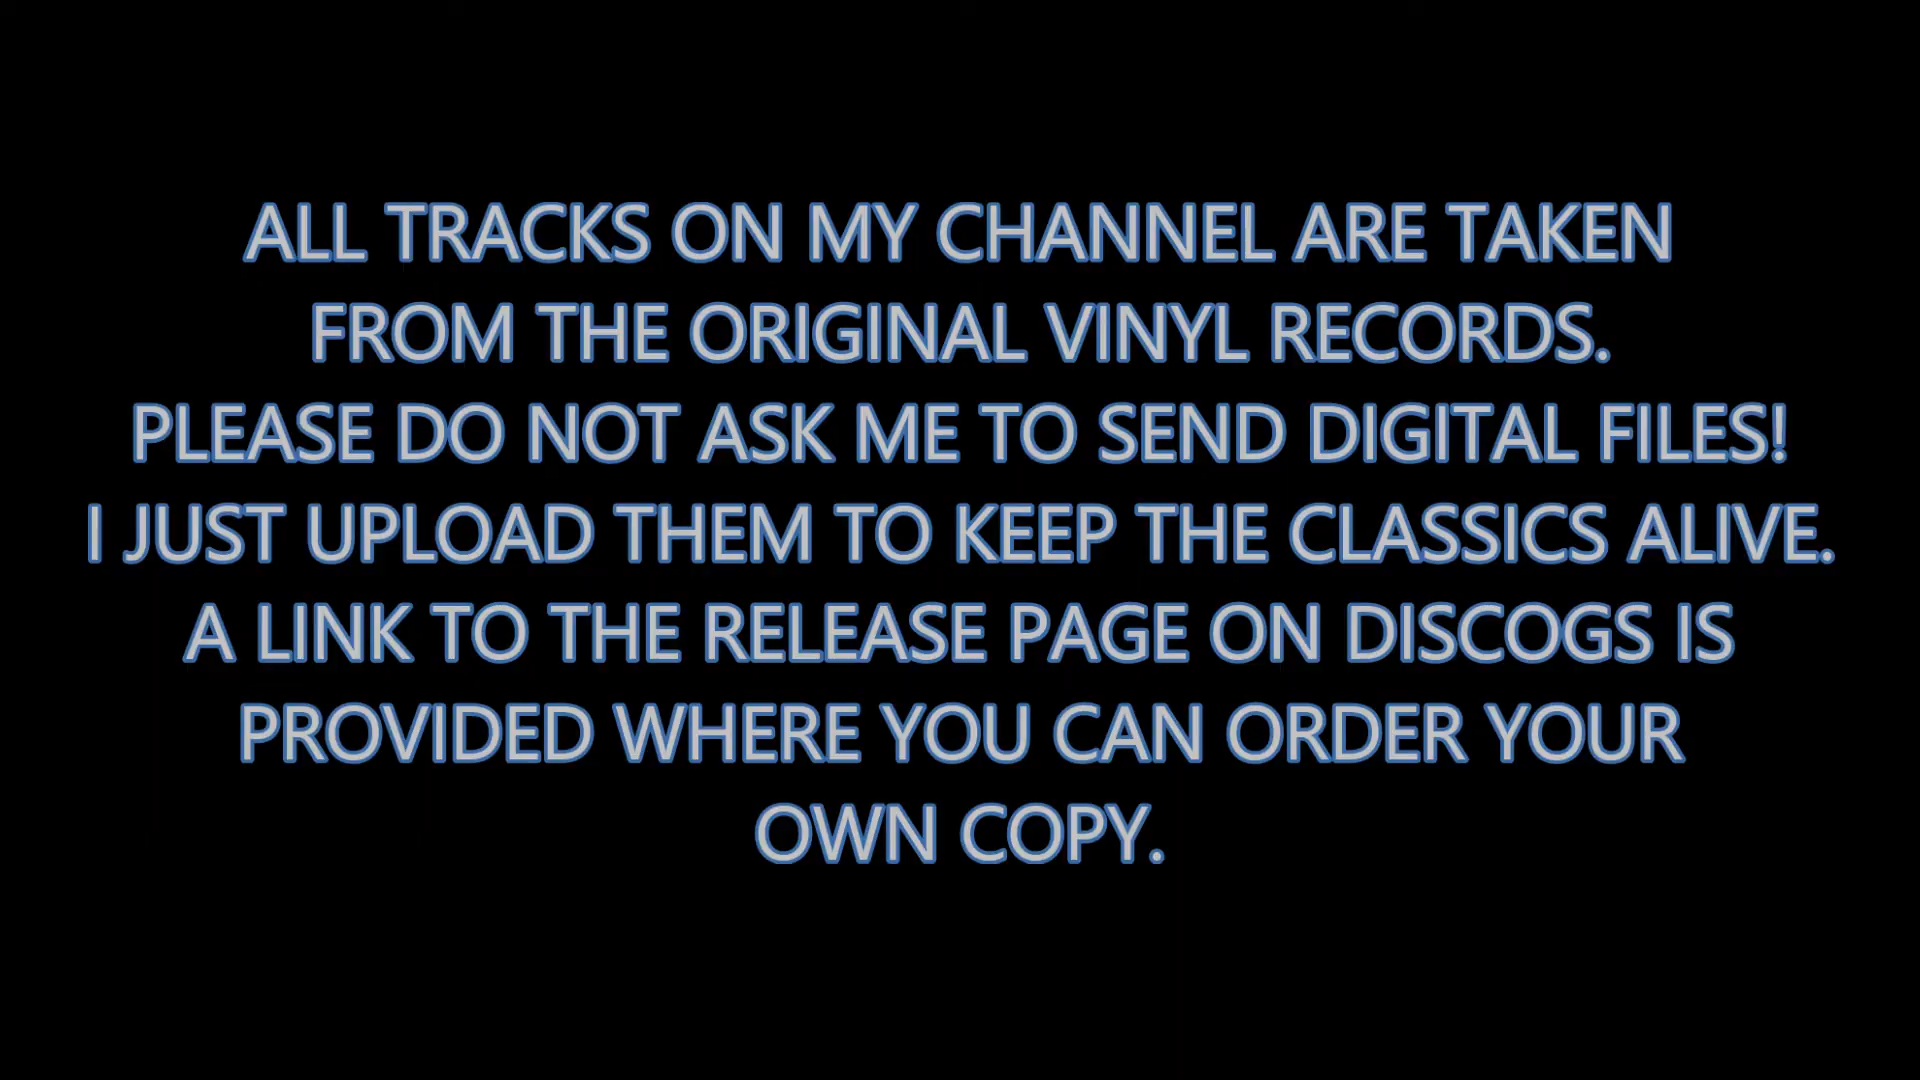 ALL TRACKS ON MY CHANNEL ARE TAKEN
FROM THE ORIGINAL VINYL RECORDS.
PLEASE DO NOT ASK ME TO SEND DIGITAL FILES!
I JUST UPLOAD THEM TO KEEP THE CLASSICS ALIVE.
A LINK TO THE RELEASE PAGE ON DISCOGS IS
PROVIDED WHERE YOU CAN ORDER YOUR
OWN COPY.